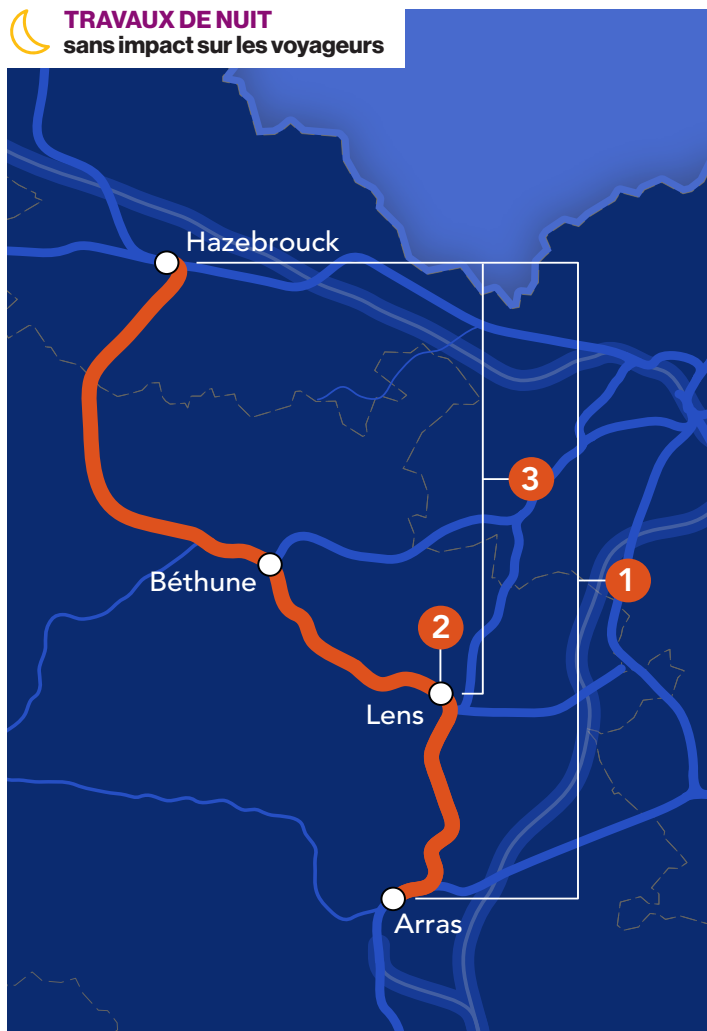 TRAVAUX DE NUIT
sans impact sur les voyageurs
Hazebrouck
3
1
Béthune
2
Lens
Arras